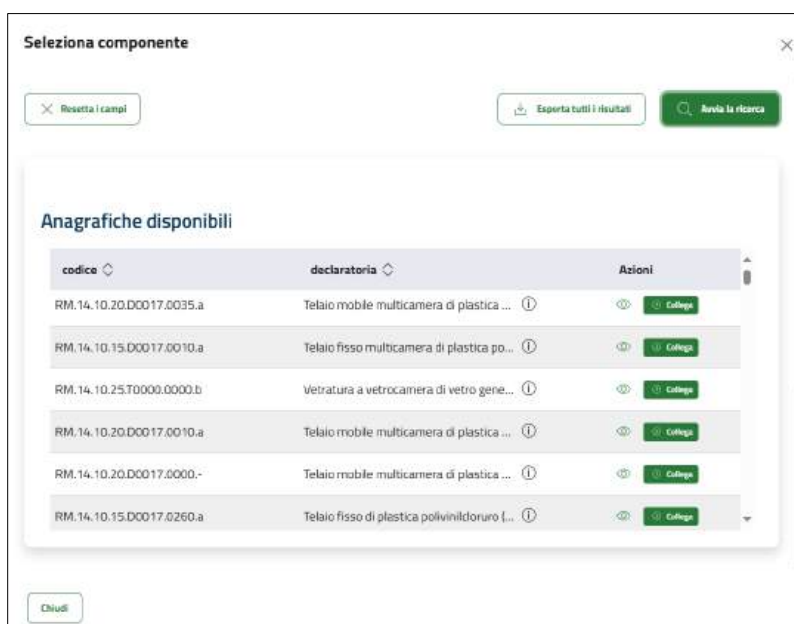 Seleziona componente
Resetta i campi
Esporta tutti i risultati
Avvia la ricerca
Anagrafiche disponibili
codice declaratoria Azioni
RM.14.10.20.D0017.0035.a Telaio mobile multicamera di plastica ... Collega
RM.14.10.15.D0017.0010.a Telaio fisso multicamera di plastica po... Collega
RM.14.10.25.T0000.0000.b Vetratura a vetrocamera di vetro gene... Collega
RM.14.10.20.D0017.0010.a Telaio mobile multicamera di plastica ... Collega
RM.14.10.20.D0017.0000.- Telaio mobile multicamera di plastica ... Collega
RM.14.10.15.D0017.0260.a Telaio fisso di plastica polivinilcloruro (... Collega
Chiudi